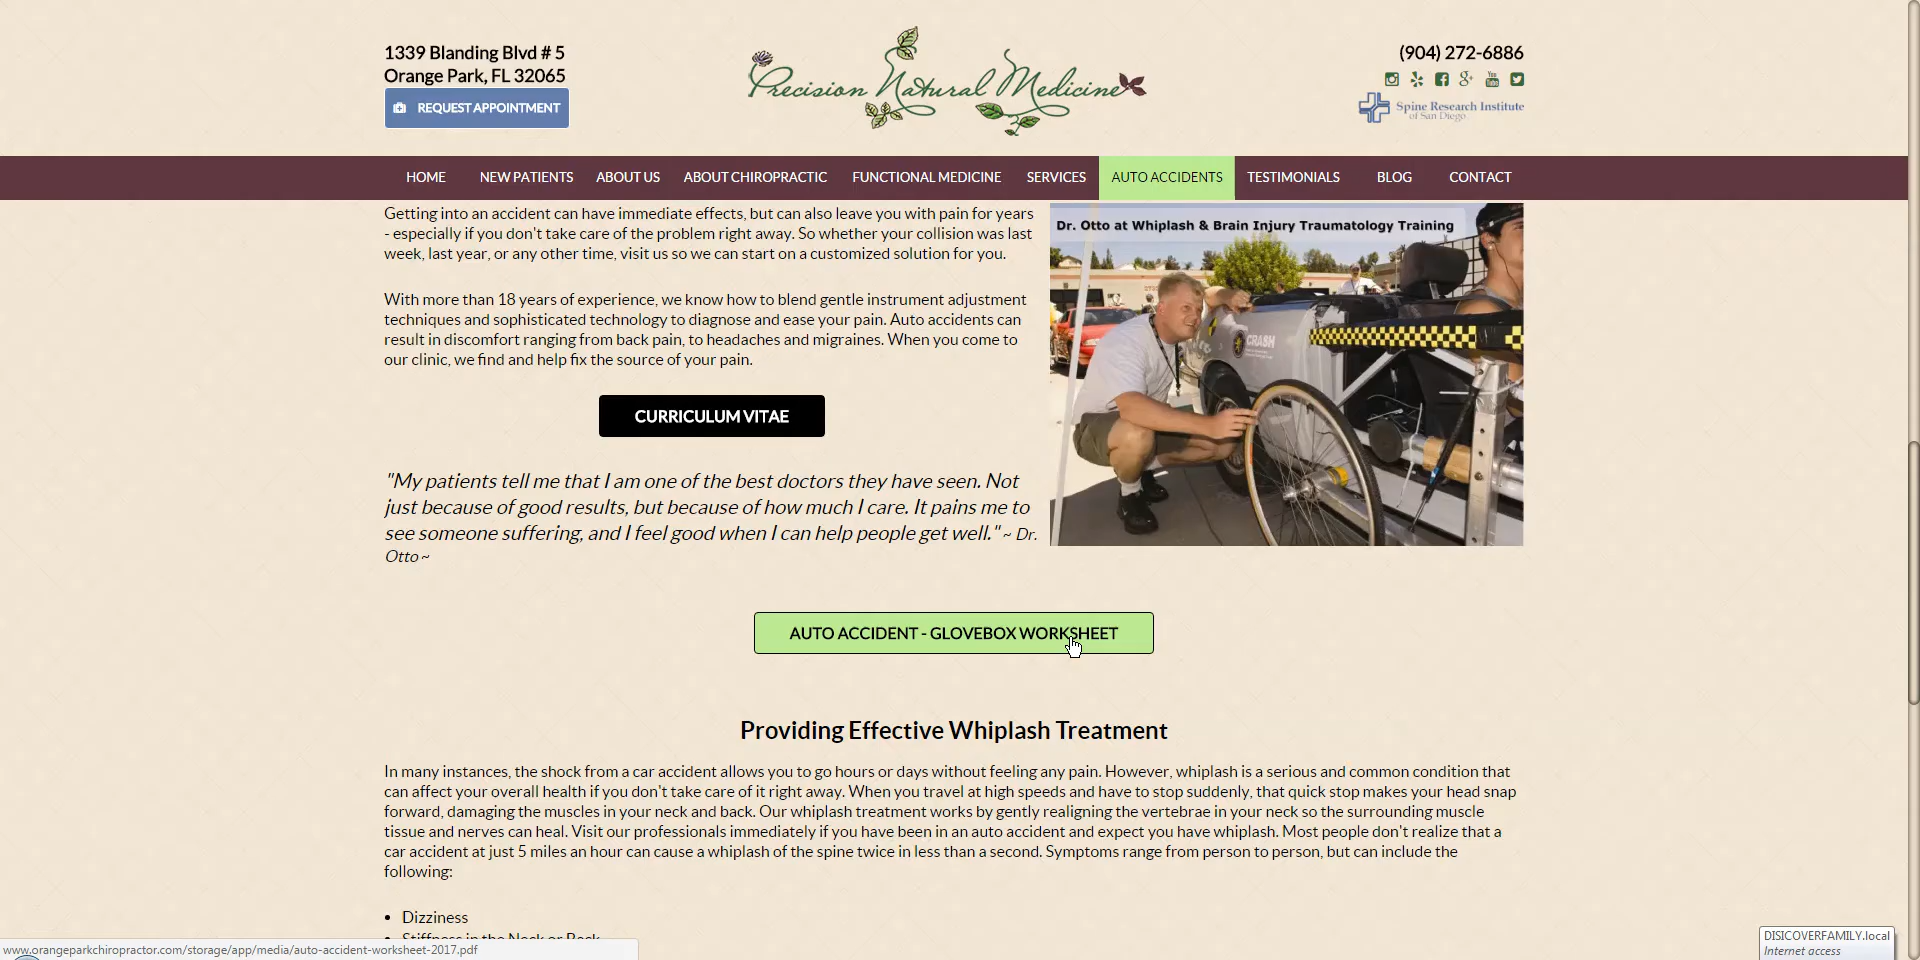 1339 Blanding Blvd # 5
Orange Park, FL 32065
REQUEST APPOINTMENT
Precision Natural Medicine
(904) 272-6886
Spine Research Institute
of San Diego
HOME NEW PATIENTS ABOUT US ABOUT CHIROPRACTIC FUNCTIONAL MEDICINE SERVICES AUTO ACCIDENTS TESTIMONIALS BLOG CONTACT
Getting into an accident can have immediate effects, but can also leave you with pain for years
- especially if you don't take care of the problem right away. So whether your collision was last
week, last year, or any other time, visit us so we can start on a customized solution for you.
With more than 18 years of experience, we know how to blend gentle instrument adjustment
techniques and sophisticated technology to diagnose and ease your pain. Auto accidents can
result in discomfort ranging from back pain, to headaches and migraines. When you come to
our clinic, we find and help fix the source of your pain.
CURRICULUM VITAE
"My patients tell me that I am one of the best doctors they have seen. Not
just because of good results, but because of how much I care. It pains me to
see someone suffering, and I feel good when I can help people get well." ~ Dr.
Otto ~
Dr. Otto at Whiplash & Brain Injury Traumatology Training
CRASH
AUTO ACCIDENT - GLOVEBOX WORKSHEET
Providing Effective Whiplash Treatment
In many instances, the shock from a car accident allows you to go hours or days without feeling any pain. However, whiplash is a serious and common condition that
can affect your overall health if you don't take care of it right away. When you travel at high speeds and have to stop suddenly, that quick stop makes your head snap
forward, damaging the muscles in your neck and back. Our whiplash treatment works by gently realigning the vertebrae in your neck so the surrounding muscle
tissue and nerves can heal. Visit our professionals immediately if you have been in an auto accident and expect you have whiplash. Most people don't realize that a
car accident at just 5 miles an hour can cause a whiplash of the spine twice in less than a second. Symptoms range from person to person, but can include the
following:
• Dizziness
• Stiffness in the Neck or Back
www.orangeparkchiropractor.com/storage/app/media/auto-accident-worksheet-2017.pdf
DISICOVERFAMILY.local
Internet access